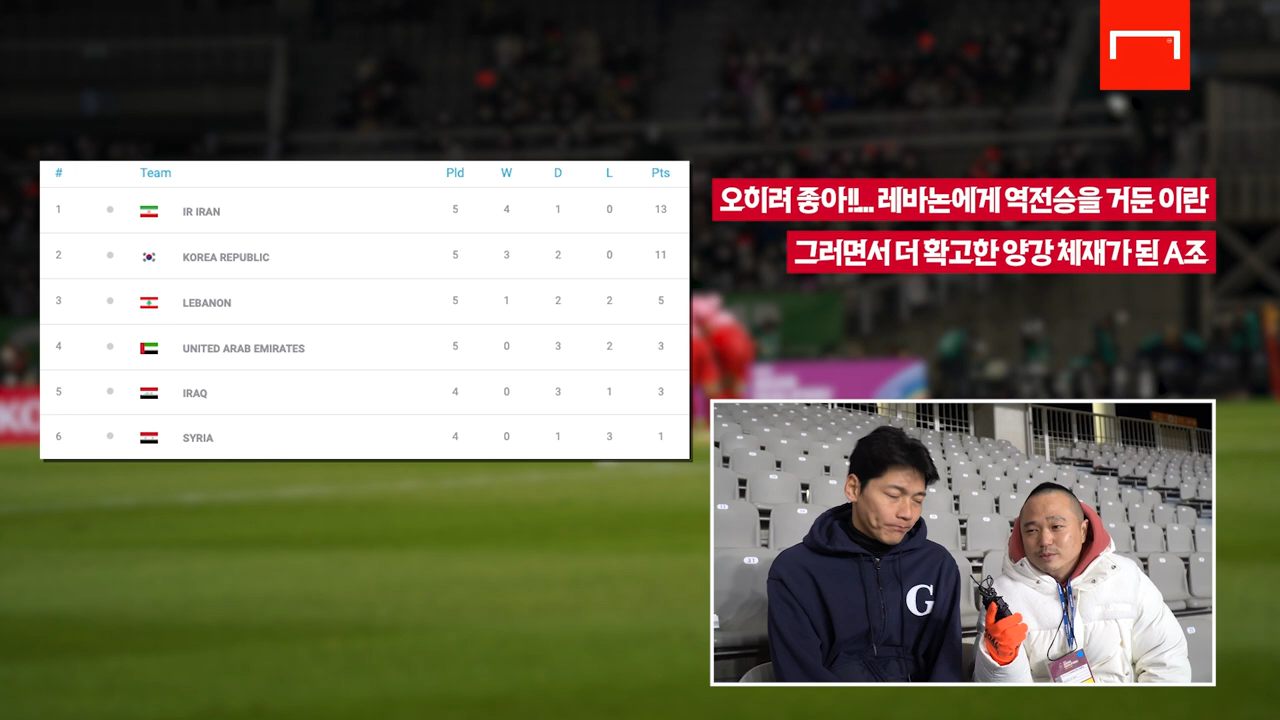 # Team Pld W D L Pts
1 IR IRAN 5 4 1 0 13
2 KOREA REPUBLIC 5 3 2 0 11
3 LEBANON 5 1 2 2 5
4 UNITED ARAB EMIRATES 5 0 3 2 3
5 IRAQ 4 0 3 1 3
6 SYRIA 4 0 1 3 1
오히려 좋아!!... 레바논에게 역전승을 거둔 이란
그러면서 더 확고한 양강 체재가 된 A조
G